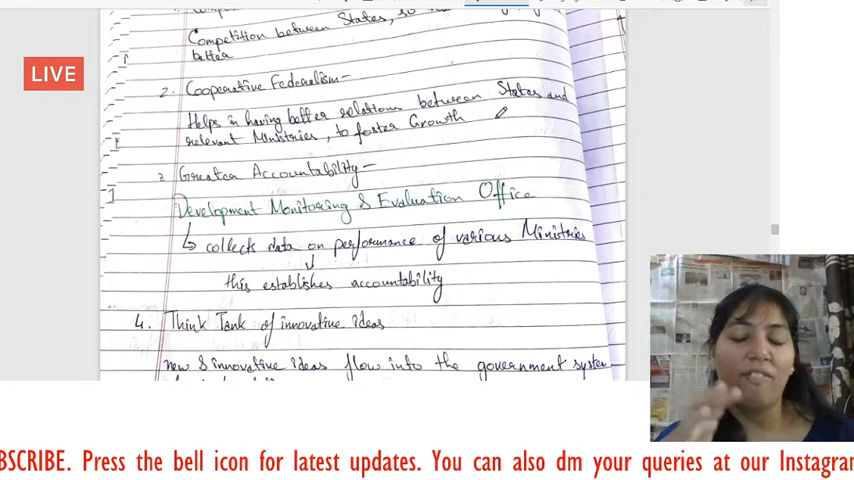 Competition between States, so
better
LIVE
2. Cooperative Federalism-
Helps in having better relations between States and
relevant Ministries, to foster Growth
3. Greater Accountability-
Development Monitoring & Evaluation Office
↳ collects data on performance of various Ministries
↓
this establishes accountability
4. Think Tank of innovative ideas
new & innovative ideas flow into the government system
BSCRIBE. Press the bell icon for latest updates. You can also dm your queries at our Instagra